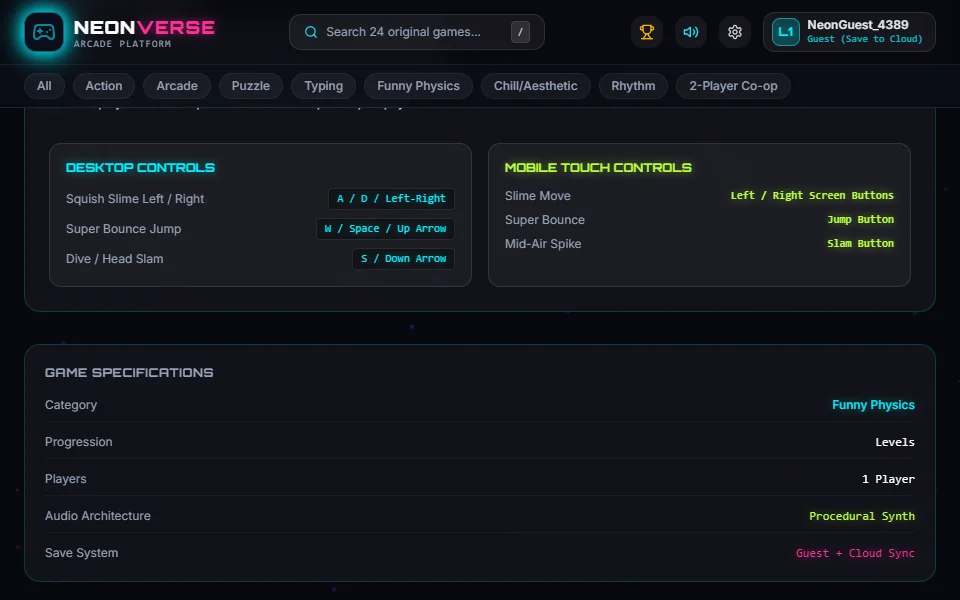 NEONVERSE
ARCADE PLATFORM
Search 24 original games...
/
L1
NeonGuest_4389
Guest (Save to Cloud)
All
Action
Arcade
Puzzle
Typing
Funny Physics
Chill/Aesthetic
Rhythm
2-Player Co-op
DESKTOP CONTROLS
Squish Slime Left / Right
A / D / Left-Right
Super Bounce Jump
W / Space / Up Arrow
Dive / Head Slam
S / Down Arrow
MOBILE TOUCH CONTROLS
Slime Move
Left / Right Screen Buttons
Super Bounce
Jump Button
Mid-Air Spike
Slam Button
GAME SPECIFICATIONS
Category
Funny Physics
Progression
Levels
Players
1 Player
Audio Architecture
Procedural Synth
Save System
Guest + Cloud Sync